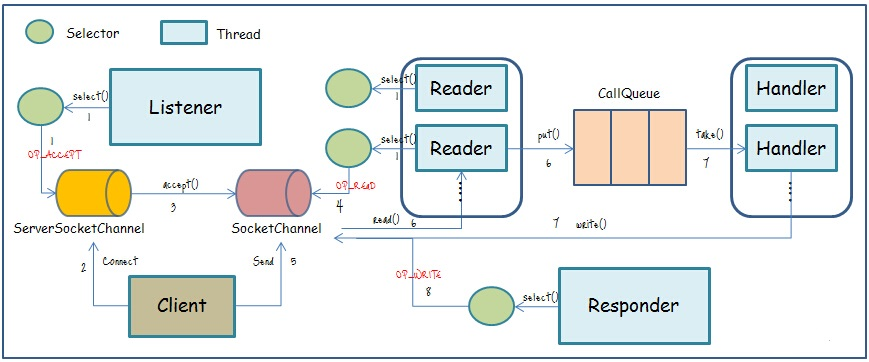 Selector
Thread
Listener
select()
1
1
OP_ACCEPT
select()
1
Reader
select()
1
Reader
put()
6
CallQueue
take()
7
Handler
Handler
accept()
3
OP_READ
4
ServerSocketChannel
SocketChannel
read()
6
7
write()
2
Connect
Send
5
Client
OP_WRITE
8
select()
Responder